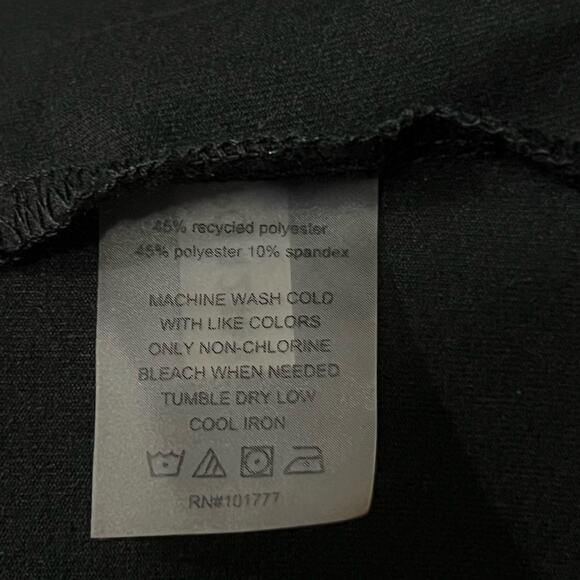 45% recycled polyester
45% polyester 10% spandex
MACHINE WASH COLD
WITH LIKE COLORS
ONLY NON-CHLORINE
BLEACH WHEN NEEDED
TUMBLE DRY LOW
COOL IRON
RN#101777